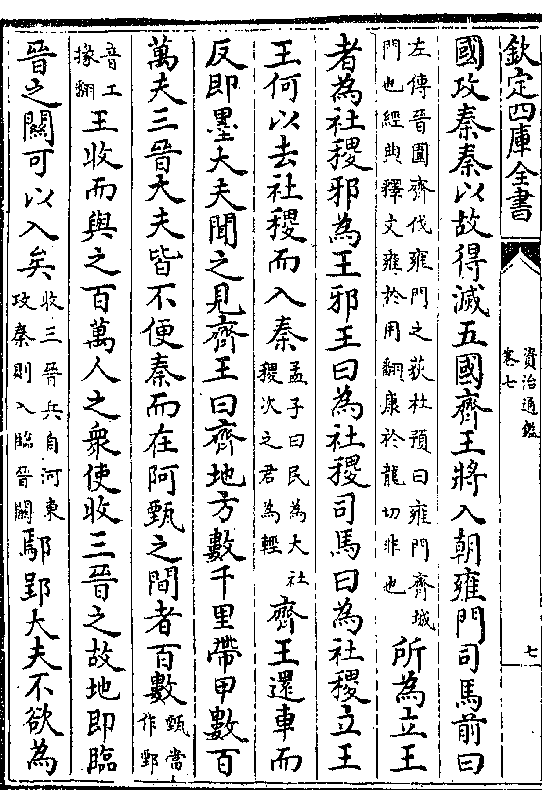 欽定四庫全書
資治通鑑
卷七
七
國攻秦秦以故得滅五國齊王將入朝雍門司馬前曰
左傳晉圍齊伐雍門之荻杜預曰雍門齊城
門也經典釋文雍於用翻康於龍切非也
所為立王
者為社稷邪為王邪王曰為社稷司馬曰為社稷立王
王何以去社稷而入秦
孟子曰民為大社
稷次之君為輕
齊王還車而
反即墨大夫聞之見齊王曰齊地方數千里帶甲數百
萬夫三晉大夫皆不便秦而在阿甄之間者百數
甄當
作鄄
音工
掾翻
王收而與之百萬人之衆使收三晉之故地即臨
晉之關可以入矣
收三晉兵自河東
攻秦則入臨晉關
鄢郢大夫不欲為